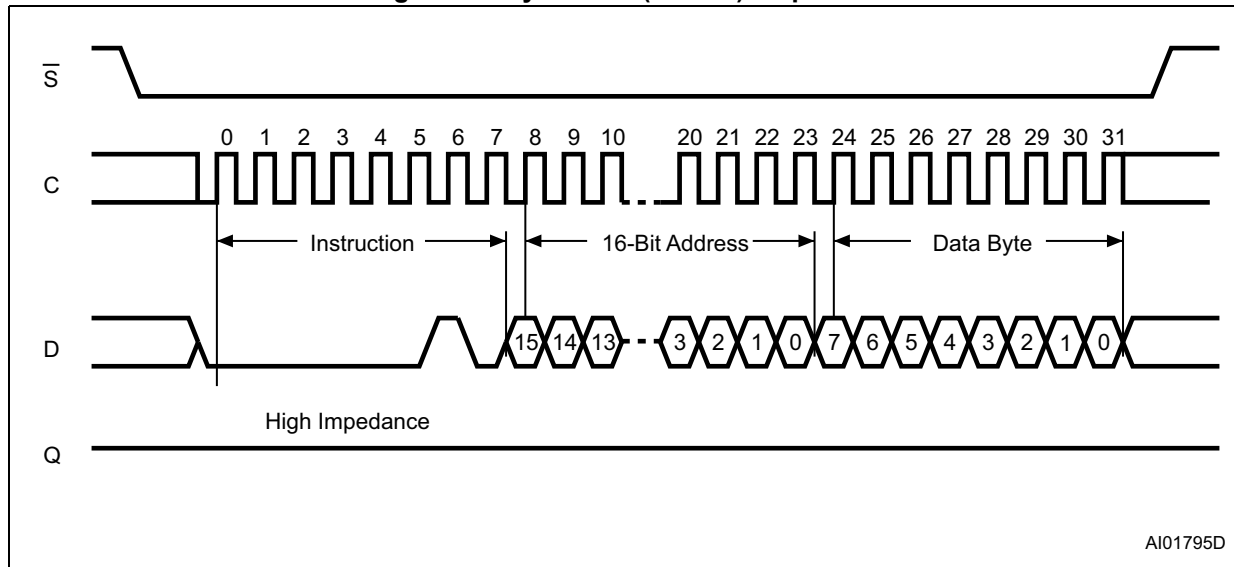 S
0 1 2 3 4 5 6 7 8 9 10 20 21 22 23 24 25 26 27 28 29 30 31
C
Instruction 16-Bit Address Data Byte
D 15 14 13 3 2 1 0 7 6 5 4 3 2 1 0
High Impedance
Q
AI01795D